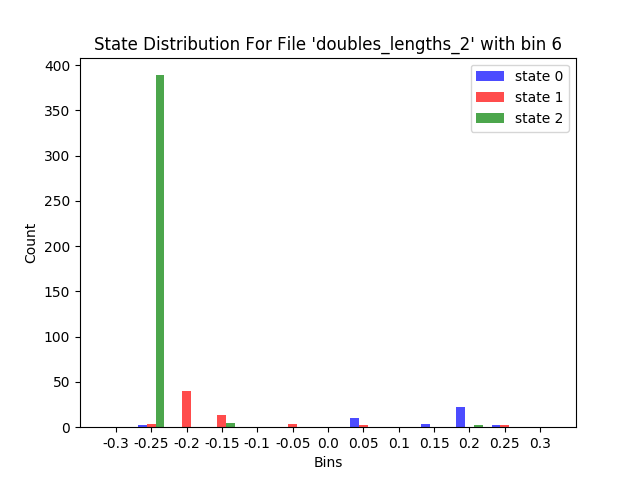 State Distribution For File 'doubles_lengths_2' with bin 6
400
350
300
250
200
150
100
50
0
Count
state 0
state 1
state 2
-0.3 -0.25 -0.2 -0.15 -0.1 -0.05 0.0 0.05 0.1 0.15 0.2 0.25 0.3
Bins